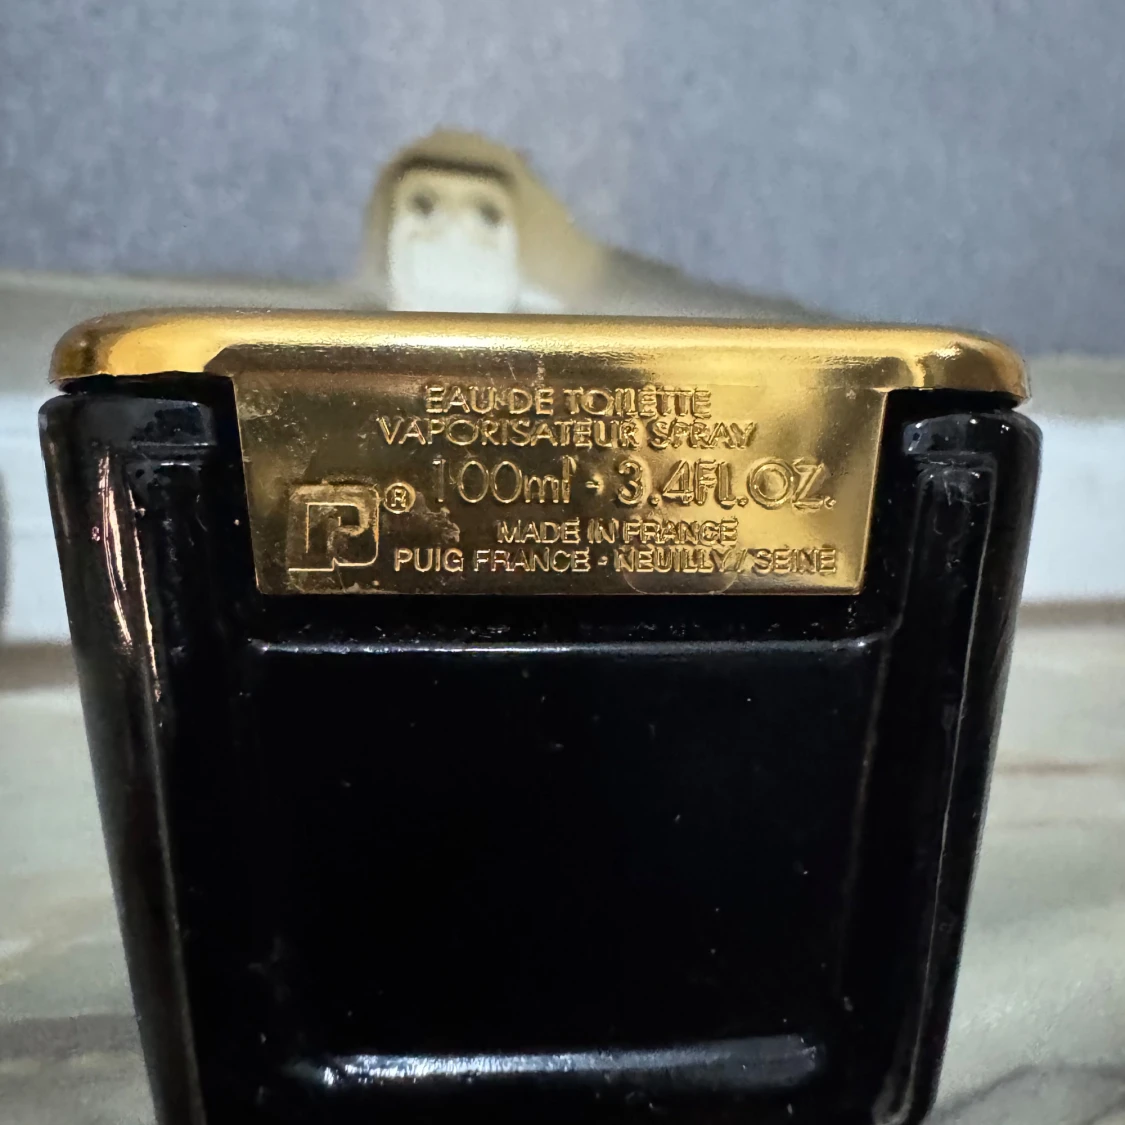 EAU DE TOILETTE
VAPORISATEUR SPRAY
100ml - 3.4FL.OZ.
®
MADE IN FRANCE
PUIG FRANCE - NEUILLY/SEINE